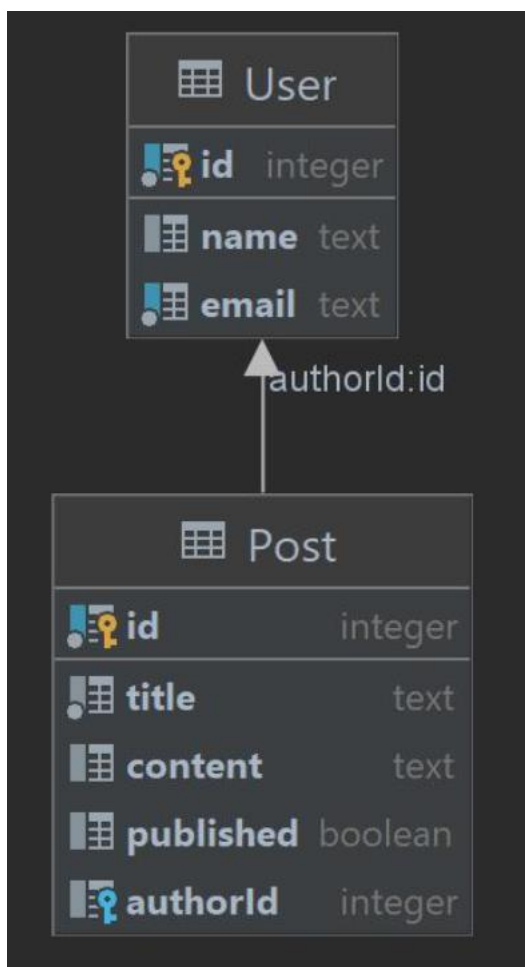 User
id integer
name text
email text
authorId:id
Post
id integer
title text
content text
published boolean
authorId integer